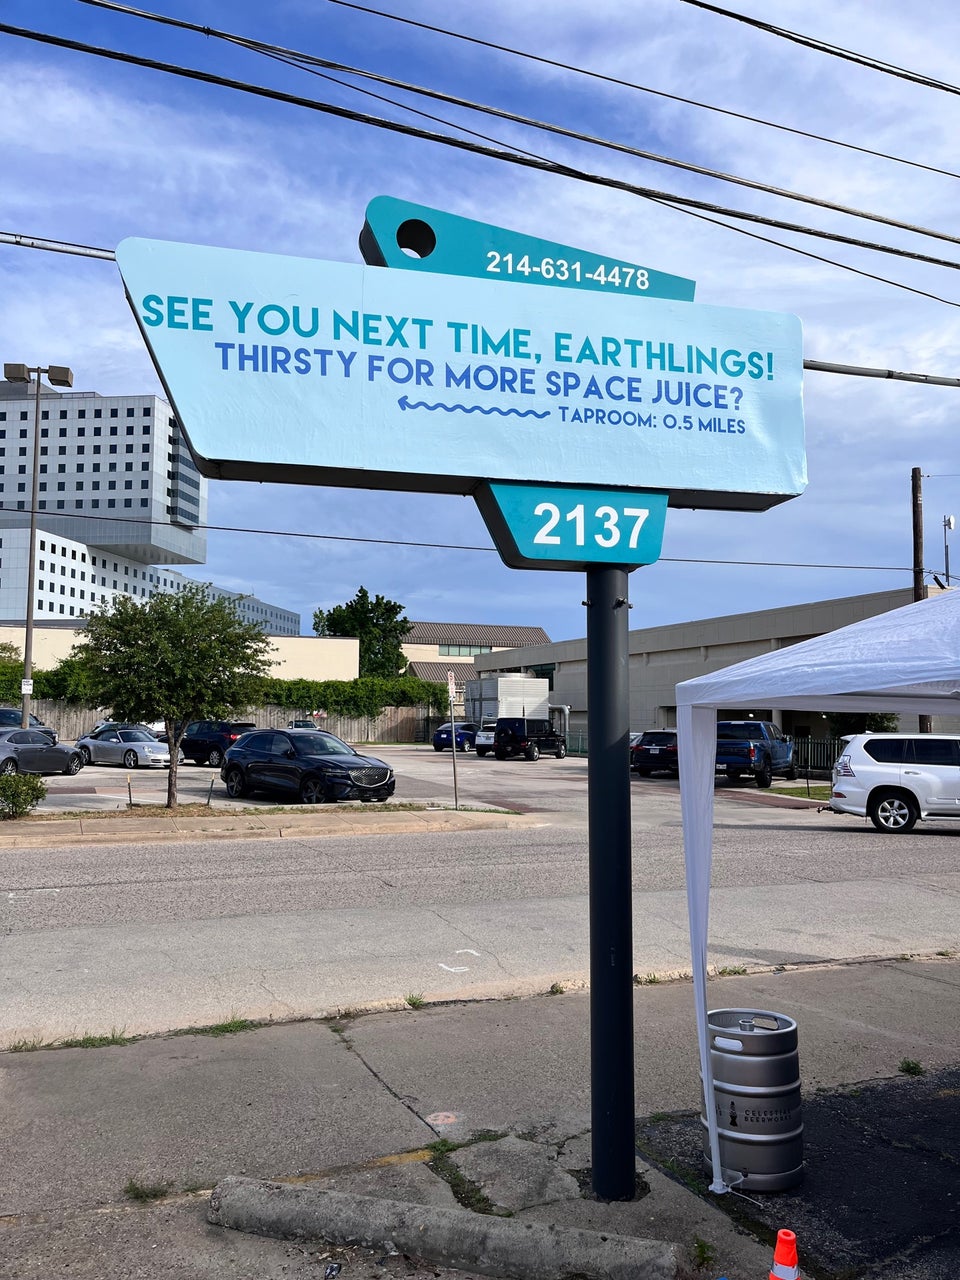 214-631-4478
SEE YOU NEXT TIME, EARTHLINGS!
THIRSTY FOR MORE SPACE JUICE?
TAPROOM: 0.5 MILES
2137
CELESTIAL
BEERWORKS